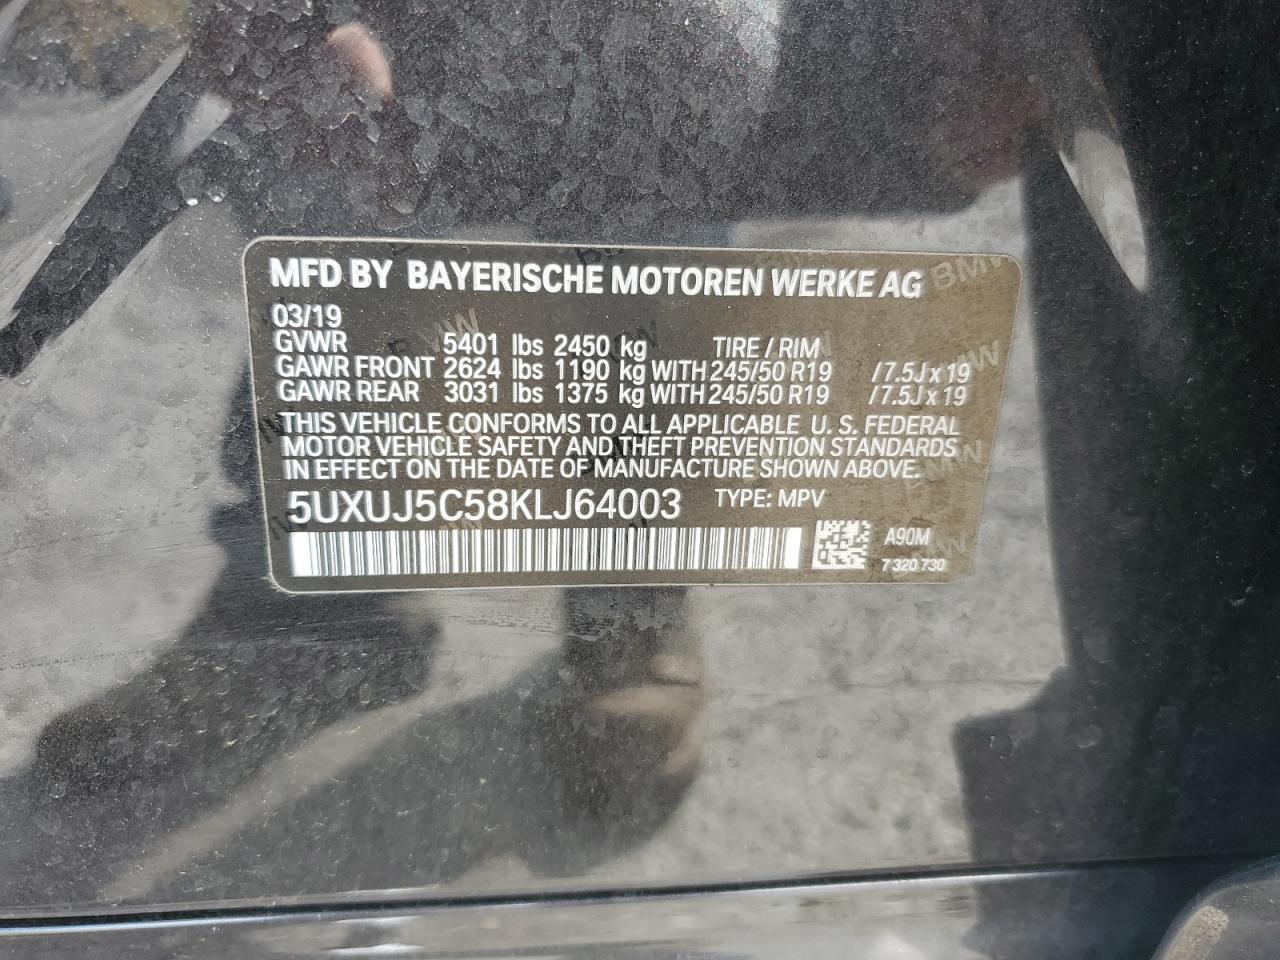 MFD BY BAYERISCHE MOTOREN WERKE AG
03/19
GVWR 5401 lbs 2450 kg TIRE / RIM
GAWR FRONT 2624 lbs 1190 kg WITH 245/50 R19 / 7.5J x 19
GAWR REAR 3031 lbs 1375 kg WITH 245/50 R19 / 7.5J x 19
THIS VEHICLE CONFORMS TO ALL APPLICABLE U. S. FEDERAL
MOTOR VEHICLE SAFETY AND THEFT PREVENTION STANDARDS
IN EFFECT ON THE DATE OF MANUFACTURE SHOWN ABOVE.
5UXUJ5C58KLJ64003 TYPE: MPV
A90M
7 320 730